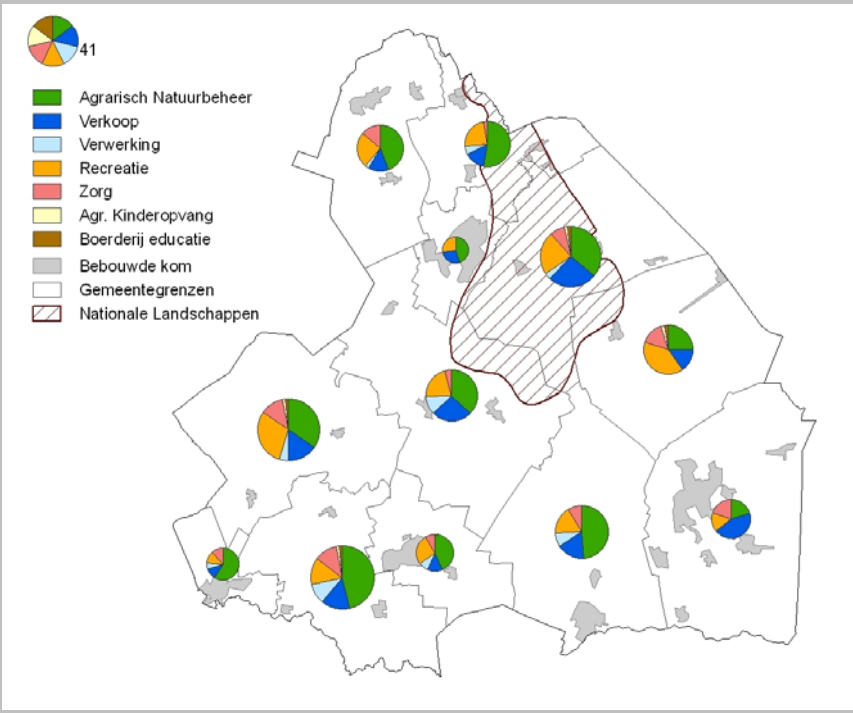 41
Agrarisch Natuurbeheer
Verkoop
Verwerking
Recreatie
Zorg
Agr. Kinderopvang
Boerderij educatie
Bebouwde kom
Gemeentegrenzen
Nationale Landschappen